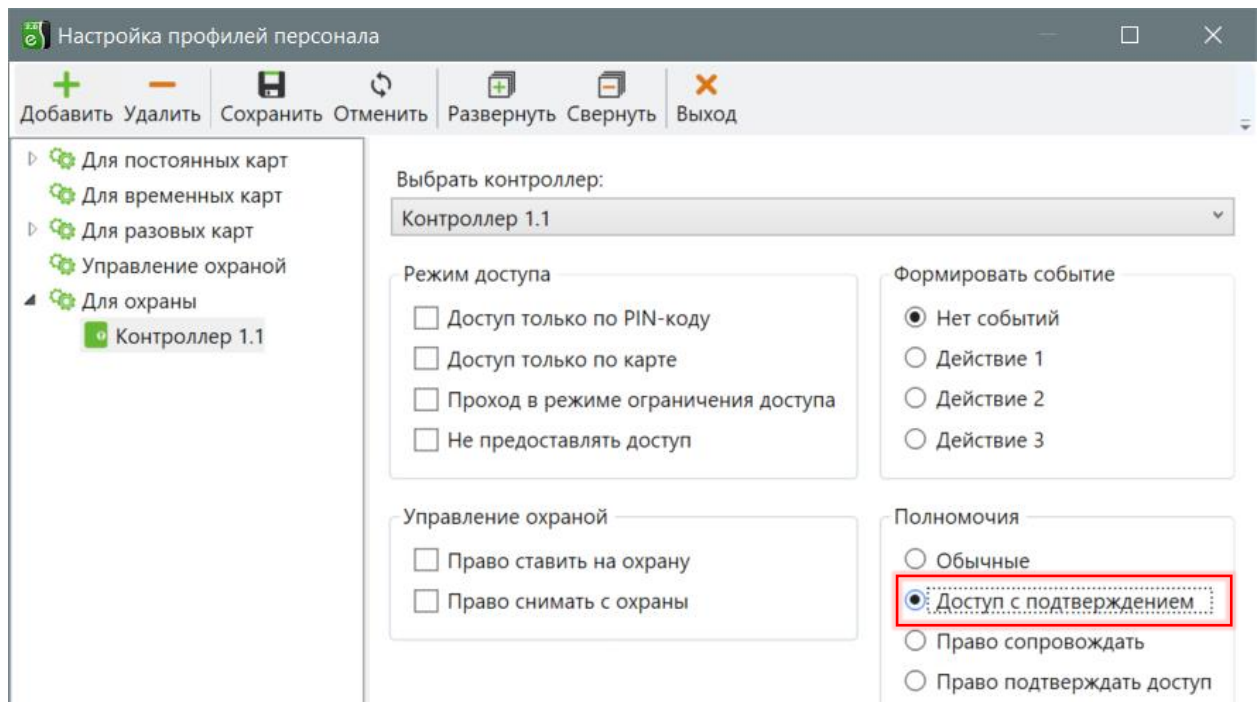 Настройка профилей персонала
Добавить Удалить Сохранить Отменить Развернуть Свернуть Выход
Для постоянных карт
Для временных карт
Для разовых карт
Управление охраной
Для охраны
Контроллер 1.1
Выбрать контроллер:
Контроллер 1.1
Режим доступа
Доступ только по PIN-коду
Доступ только по карте
Проход в режиме ограничения доступа
Не предоставлять доступ
Формировать событие
Нет событий
Действие 1
Действие 2
Действие 3
Управление охраной
Право ставить на охрану
Право снимать с охраны
Полномочия
Обычные
Доступ с подтверждением
Право сопровождать
Право подтверждать доступ